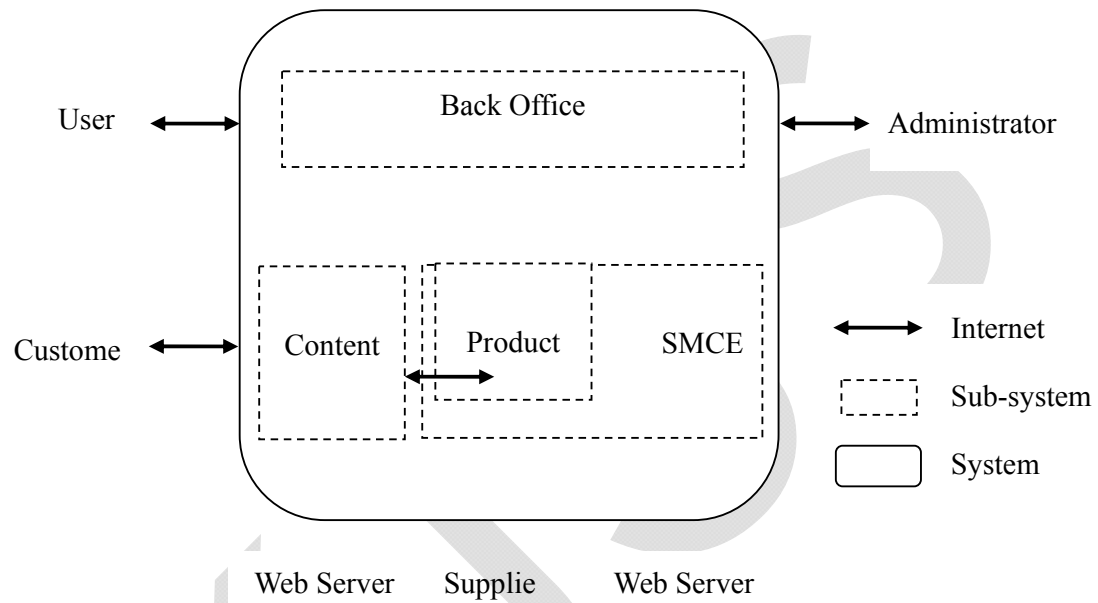 Back Office
User
Administrator
Content
Product
SMCE
Custome
Internet
Sub-system
System
Web Server
Supplie
Web Server